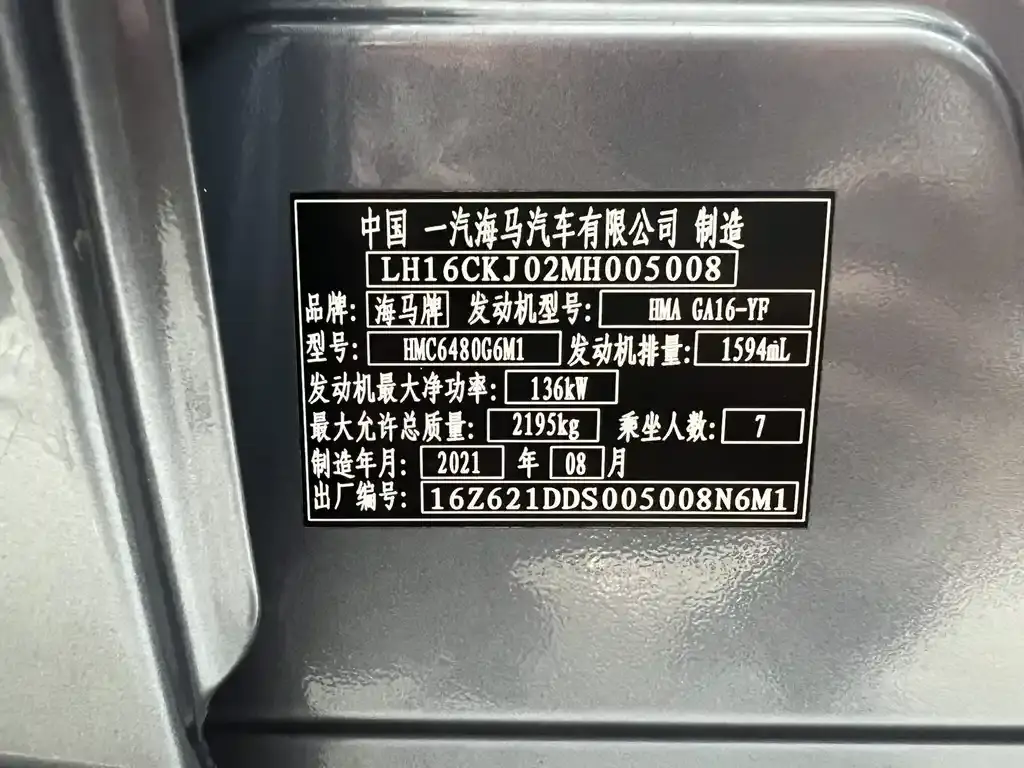 中国 一汽海马汽车有限公司 制造
LH16CKJ02MH005008
品牌: 海马牌 发动机型号: HMA GA16-YF
型号: HMC6480G6M1 发动机排量: 1594mL
发动机最大净功率: 136kW
最大允许总质量: 2195kg 乘坐人数: 7
制造年月: 2021 年 08 月
出厂编号: 16Z621DDS005008N6M1